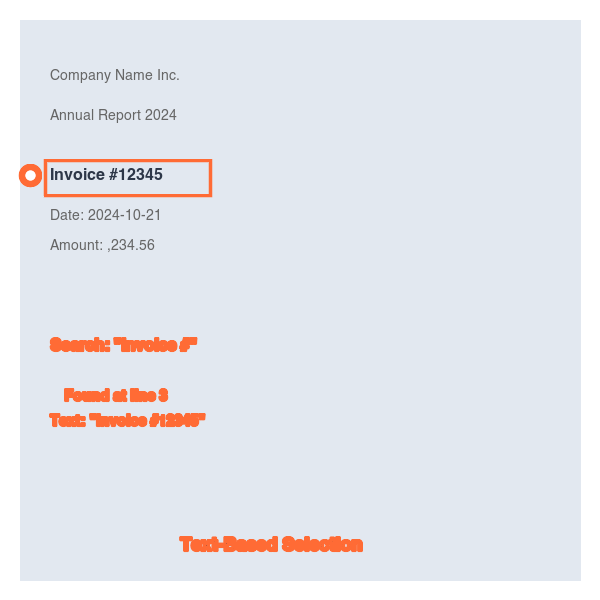 Company Name Inc.
Annual Report 2024
Invoice #12345
Date: 2024-10-21
Amount: ,234.56
Search: "Invoice #"
Found at line 3
Text: "Invoice #12345"
Text-Based Selection